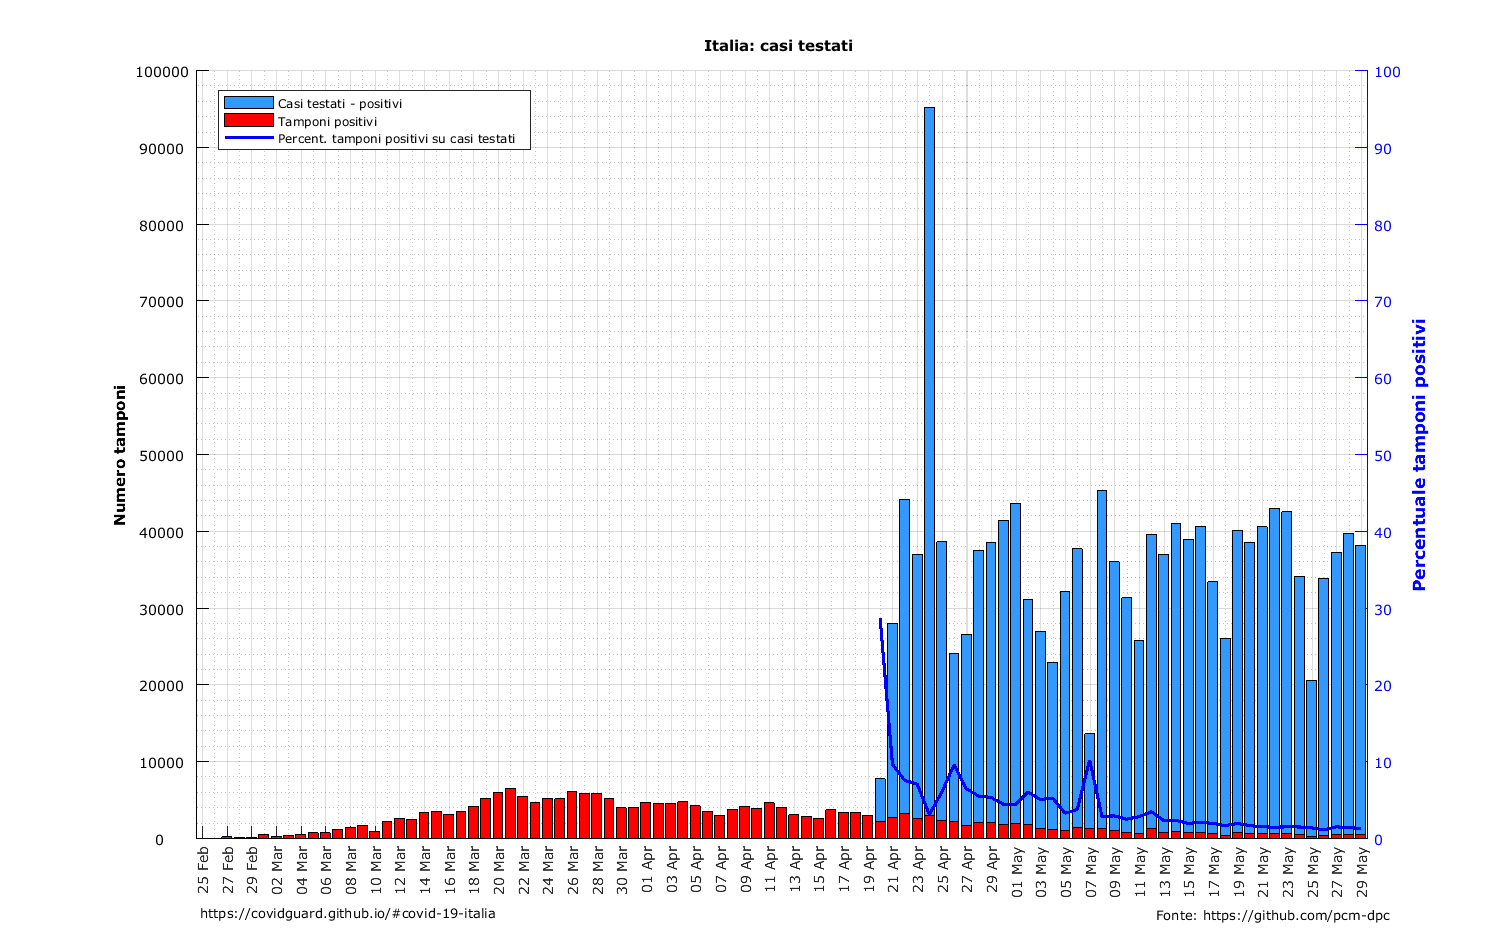 Italia: casi testati
Casi testati - positivi
Tamponi positivi
Percent. tamponi positivi su casi testati
Numero tamponi
100000
90000
80000
70000
60000
50000
40000
30000
20000
10000
0
100
90
80
70
60
50
40
30
20
10
0
Percentuale tamponi positivi
25 Feb
27 Feb
29 Feb
02 Mar
04 Mar
06 Mar
08 Mar
10 Mar
12 Mar
14 Mar
16 Mar
18 Mar
20 Mar
22 Mar
24 Mar
26 Mar
28 Mar
30 Mar
01 Apr
03 Apr
05 Apr
07 Apr
09 Apr
11 Apr
13 Apr
15 Apr
17 Apr
19 Apr
21 Apr
23 Apr
25 Apr
27 Apr
29 Apr
01 May
03 May
05 May
07 May
09 May
11 May
13 May
15 May
17 May
19 May
21 May
23 May
25 May
27 May
29 May
https://covidguard.github.io/#covid-19-italia
Fonte: https://github.com/pcm-dpc